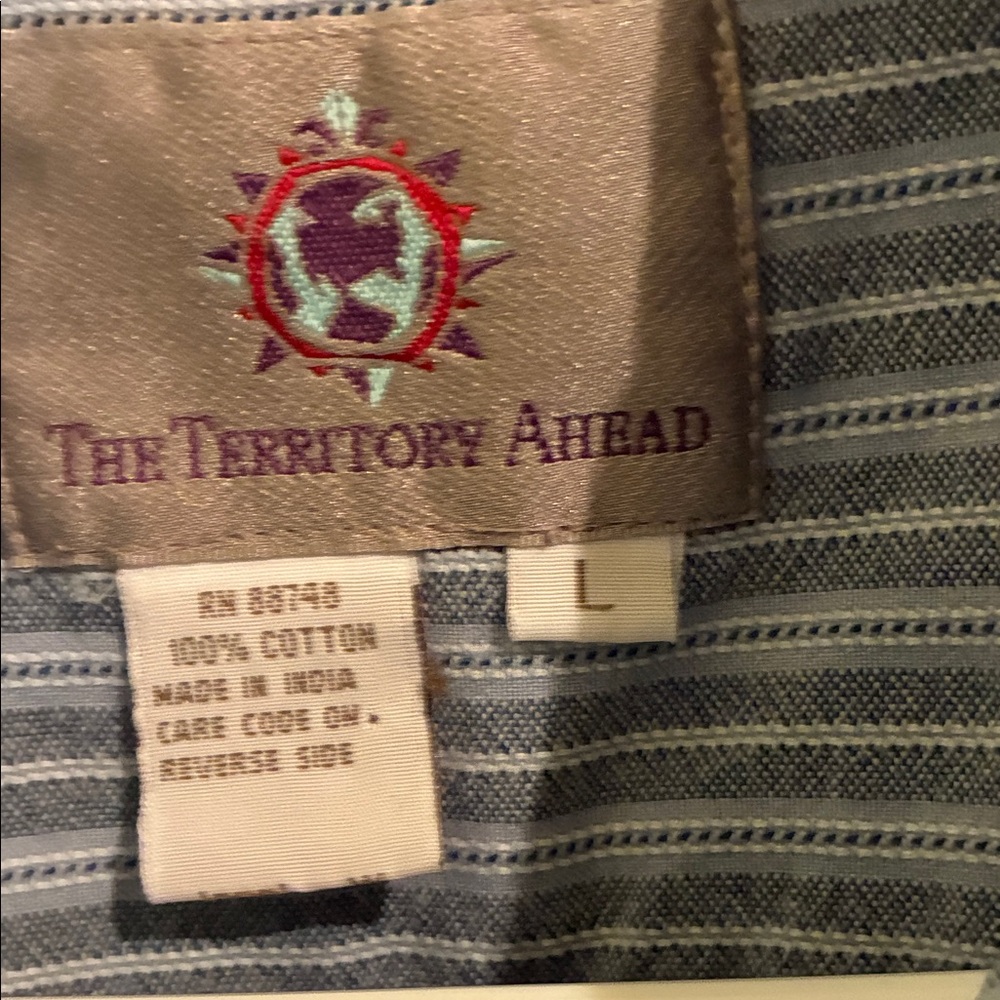 THE TERRITORY AHEAD
L
RN 88748
100% COTTON
MADE IN INDIA
CARE CODE ON
REVERSE SIDE